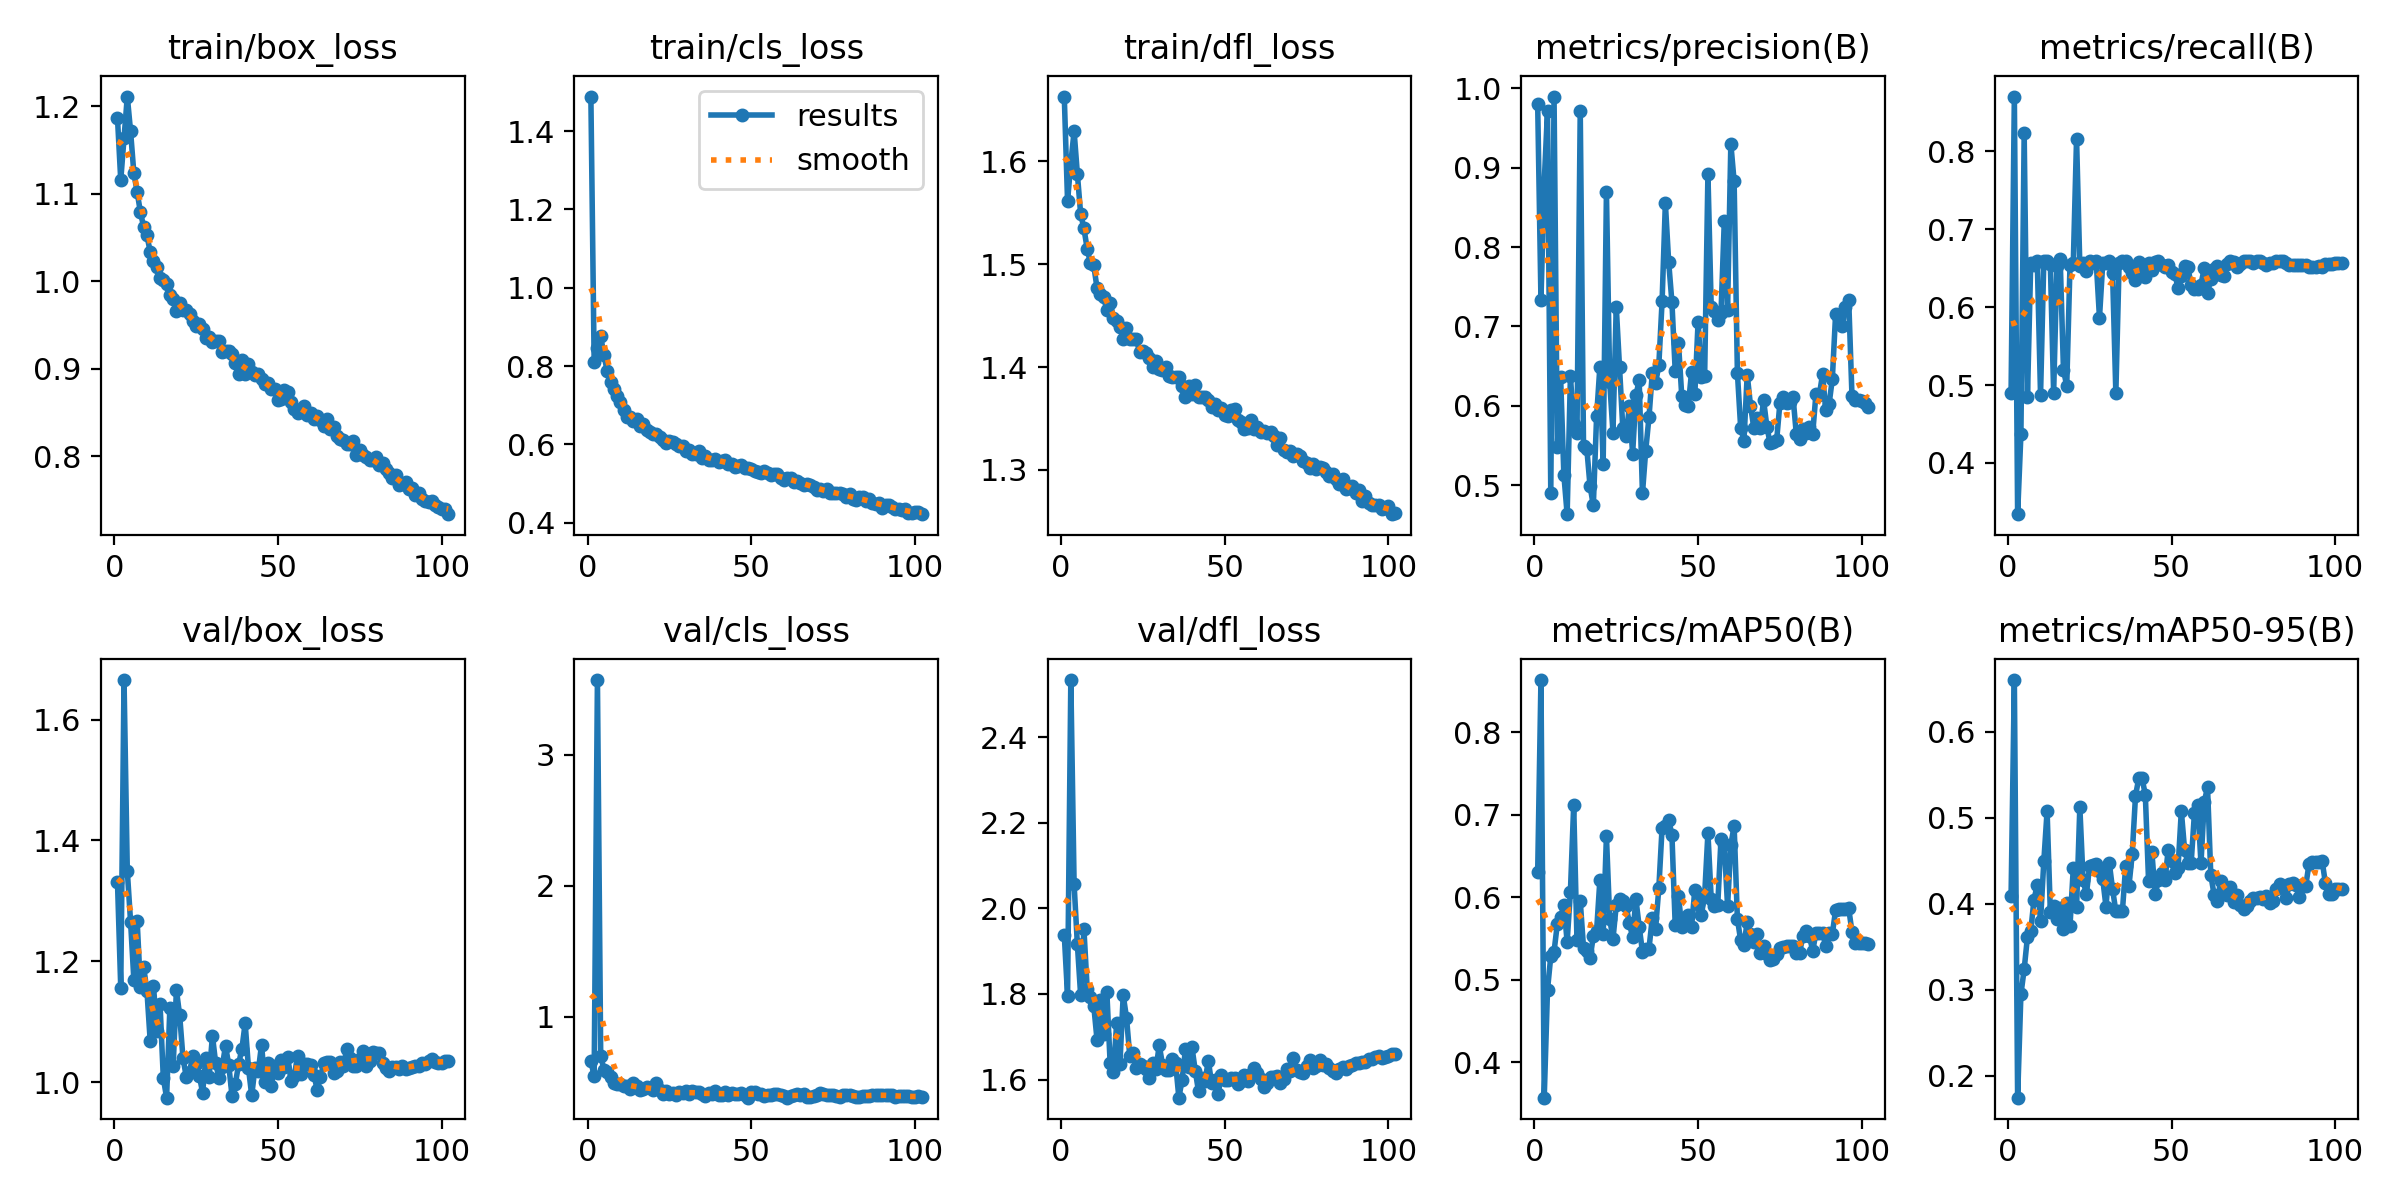 train/box_loss
train/cls_loss
train/dfl_loss
metrics/precision(B)
metrics/recall(B)
1.2
1.1
1.0
0.9
0.8
0 50 100
results
smooth
1.4
1.2
1.0
0.8
0.6
0.4
0 50 100
1.6
1.5
1.4
1.3
0 50 100
1.0
0.9
0.8
0.7
0.6
0.5
0 50 100
0.8
0.7
0.6
0.5
0.4
0 50 100
val/box_loss
val/cls_loss
val/dfl_loss
metrics/mAP50(B)
metrics/mAP50-95(B)
1.6
1.4
1.2
1.0
0 50 100
3
2
1
0 50 100
2.4
2.2
2.0
1.8
1.6
0 50 100
0.8
0.7
0.6
0.5
0.4
0 50 100
0.6
0.5
0.4
0.3
0.2
0 50 100